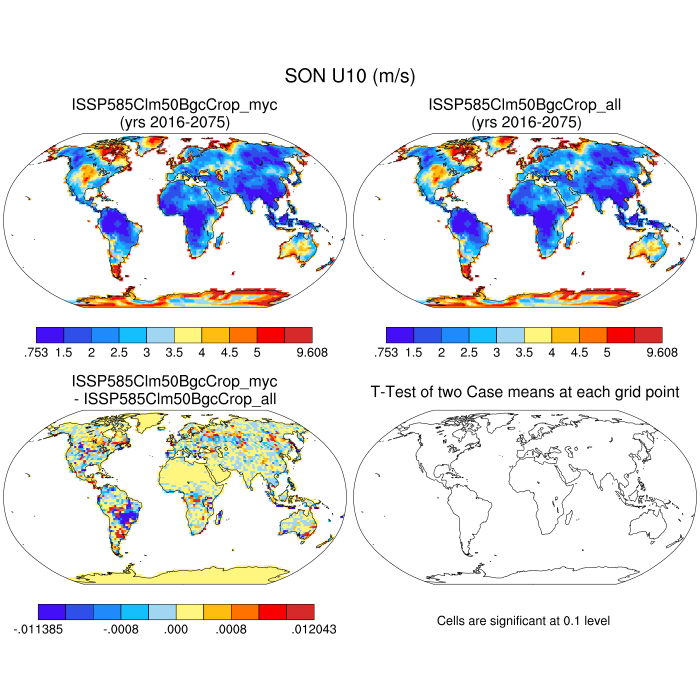 SON U10 (m/s)
ISSP585Clm50BgcCrop_myc
(yrs 2016-2075)
ISSP585Clm50BgcCrop_all
(yrs 2016-2075)
.753 1.5 2 2.5 3 3.5 4 4.5 5 9.608
.753 1.5 2 2.5 3 3.5 4 4.5 5 9.608
ISSP585Clm50BgcCrop_myc
- ISSP585Clm50BgcCrop_all
T-Test of two Case means at each grid point
-.011385 -.0008 .000 .0008 .012043
Cells are significant at 0.1 level